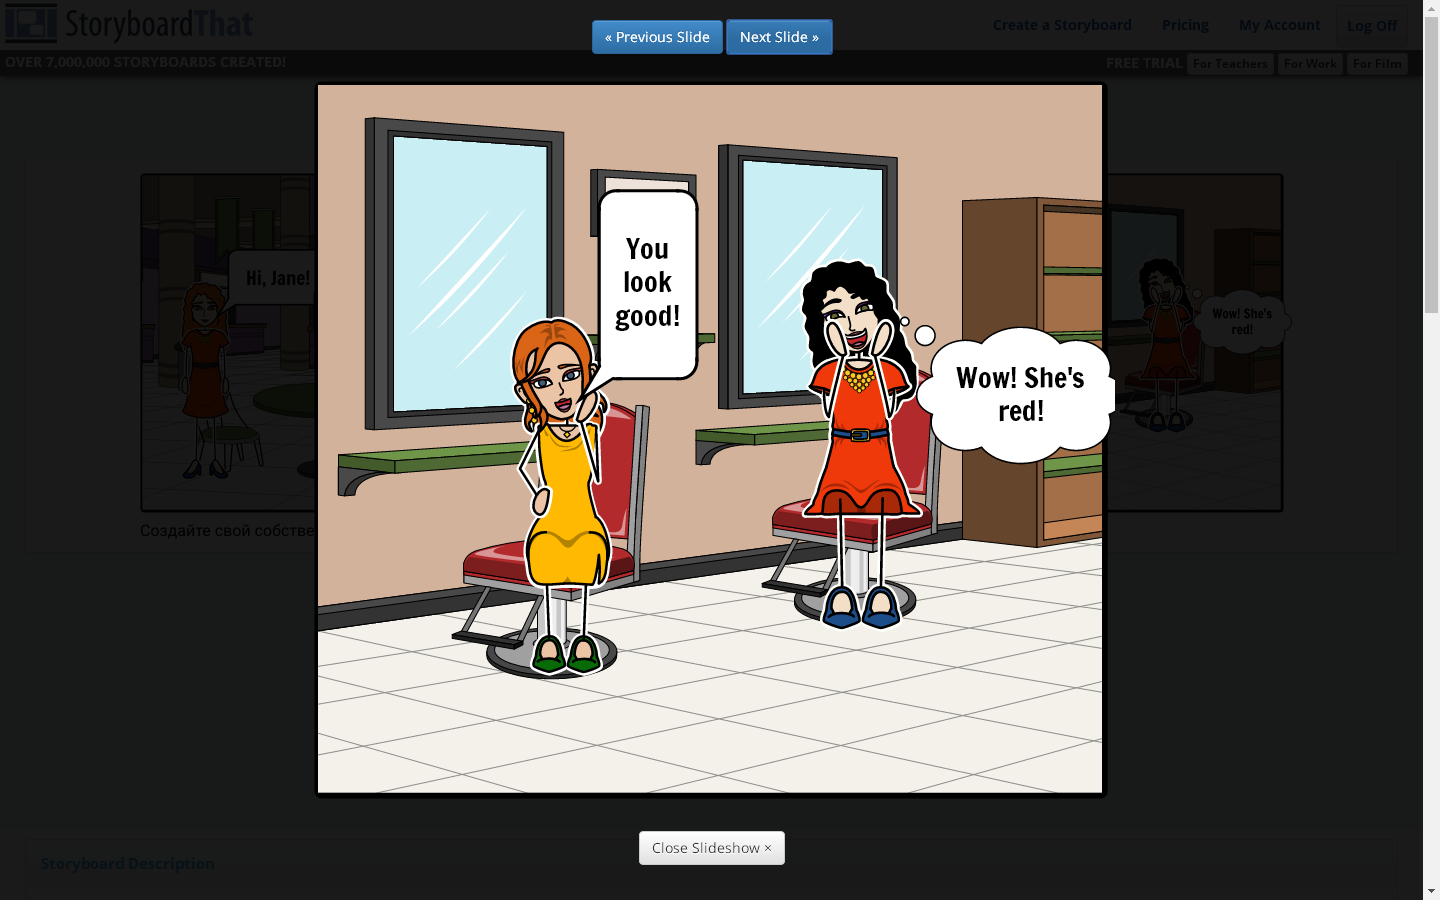 StoryboardThat
« Previous Slide
Next Slide »
Create a Storyboard
Pricing
My Account
Log Off
OVER 7,000,000 STORYBOARDS CREATED!
FREE TRIAL
For Teachers
For Work
For Film
Hi, Jane!
You
look
good!
Wow! She's
red!
Wow! She's
red!
Создайте свой собстве
Close Slideshow ×
Storyboard Description